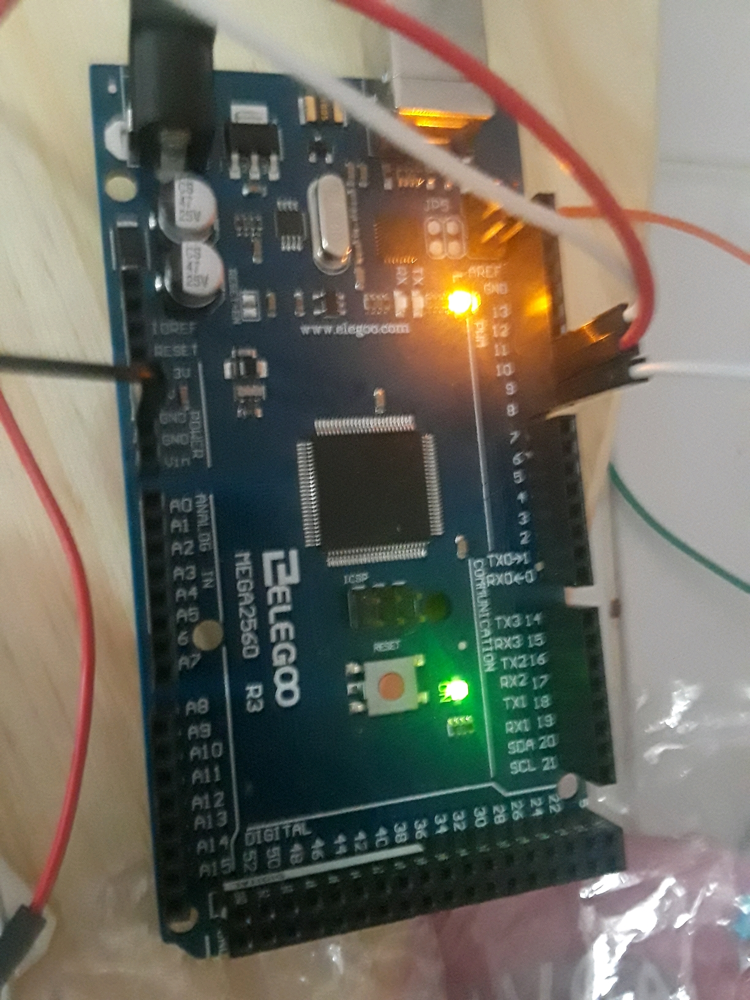 JP5
AREF
GND
RX
TX
L
13
12
PWM
11
10
9
8
7
6
5
4
3
2
TX0→1
RX0←0
www.elegoo.com
IOREF
RESET
3V
GND
GND
Vin
POWER
A0
A1
A2
A3
A4
A5
6
A7
ANALOG IN
A8
A9
A10
A11
A12
A13
A14
A15
ELEGOO
MEGA2560 R3
ICSP
RESET
ON
COMMUNICATION
TX3 14
RX3 15
TX2 16
RX2 17
TX1 18
RX1 19
SDA 20
SCL 21
DIGITAL
52
50
48
46
44
42
40
38
36
34
32
30
28
26
24
22
47
25V
47
25V